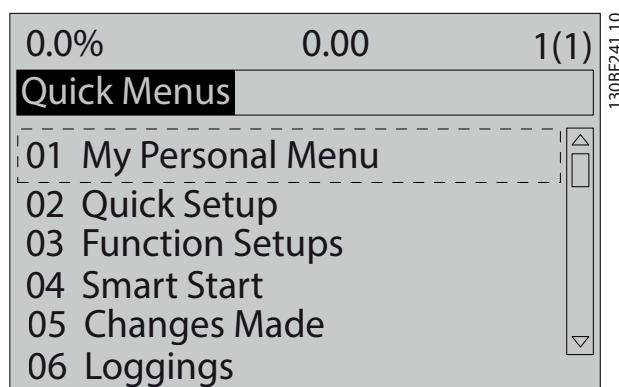 0.0% 0.00 1(1)
Quick Menus
01 My Personal Menu
02 Quick Setup
03 Function Setups
04 Smart Start
05 Changes Made
06 Loggings
130BF241.10